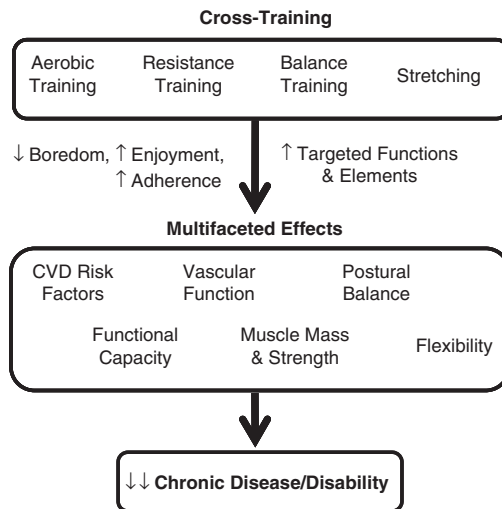 Cross-Training
Aerobic Training
Resistance Training
Balance Training
Stretching
↓ Boredom, ↑ Enjoyment,
↑ Adherence
↑ Targeted Functions
& Elements
Multifaceted Effects
CVD Risk
Factors
Vascular
Function
Postural
Balance
Functional
Capacity
Muscle Mass
& Strength
Flexibility
↓↓ Chronic Disease/Disability